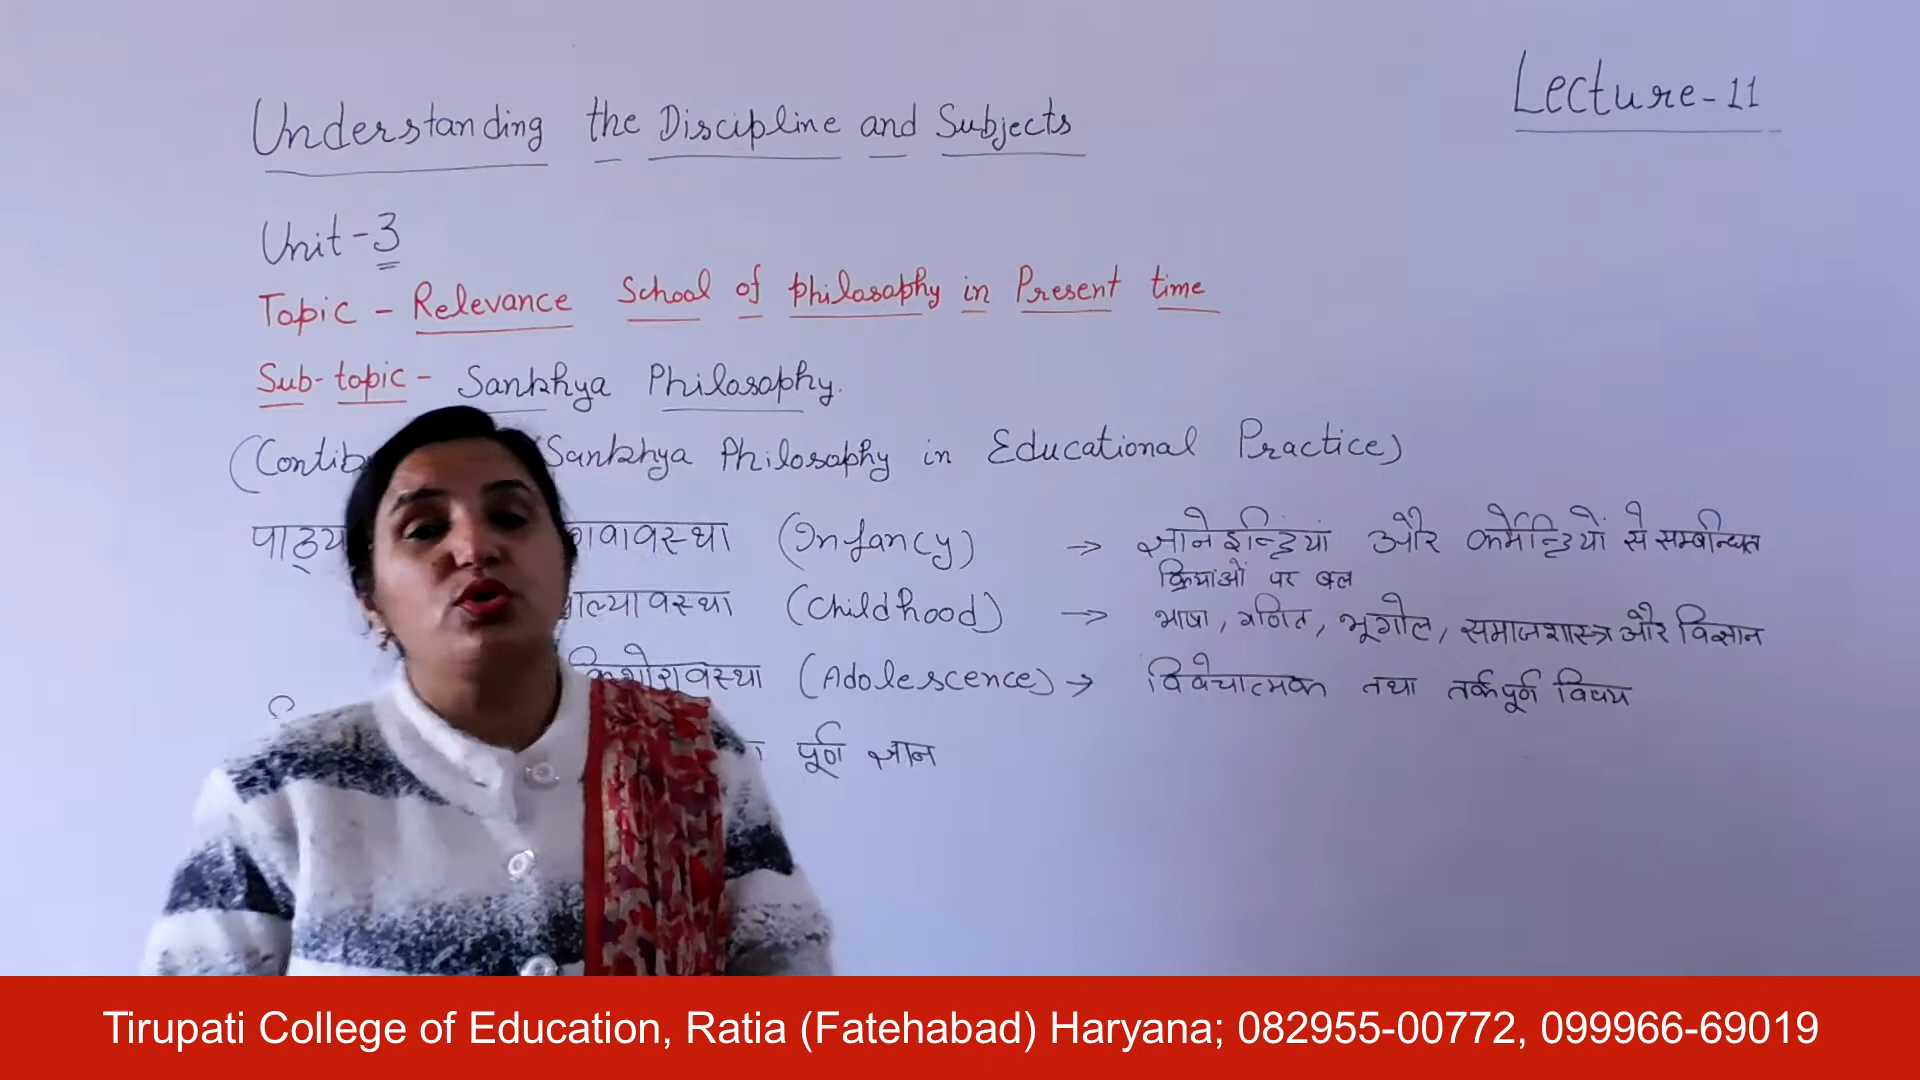 Lecture-11
Understanding the Discipline and Subjects
Unit-3
Topic - Relevance School of philosophy in Present time
Sub-topic - Sankhya Philosophy.
(Contib Sankhya Philosophy in Educational Practice)
पाठ्य वावस्था (Infancy) → ज्ञानेइन्द्रियां और कर्मेन्द्रियों से सम्बन्धित
क्रियांओं पर बल
ाल्यावस्था (Childhood) → भाषा, गणित, भूगोल, समाजशास्त्र और विज्ञान
किशोरावस्था (Adolescence) → विवेचात्मक तथा तर्कपूर्ण विषय
पूर्ण ज्ञान
Tirupati College of Education, Ratia (Fatehabad) Haryana; 082955-00772, 099966-69019